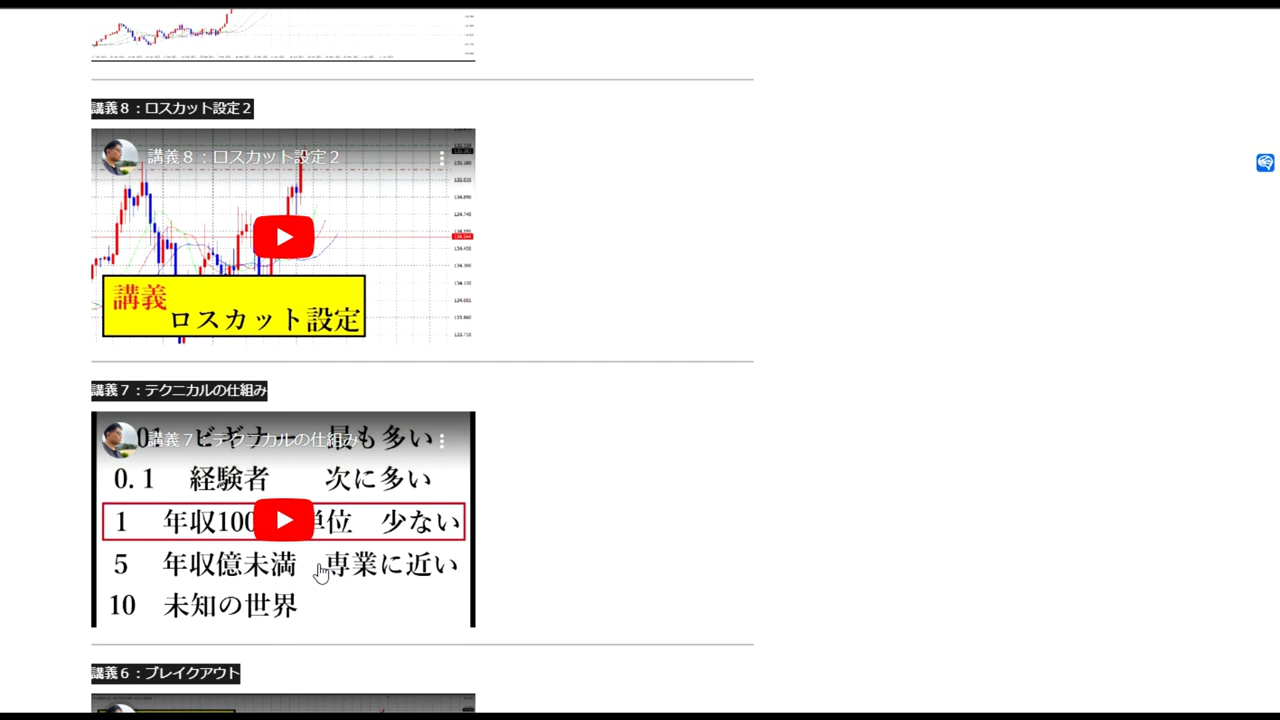 講義８：ロスカット設定２
講義８：ロスカット設定２
講義
ロスカット設定
講義７：テクニカルの仕組み
講義７：テクニカルの仕組み
01 ビギナー 最も多い
0.1 経験者 次に多い
1 年収100 単位 少ない
5 年収億未満 専業に近い
10 未知の世界
講義６：ブレイクアウト